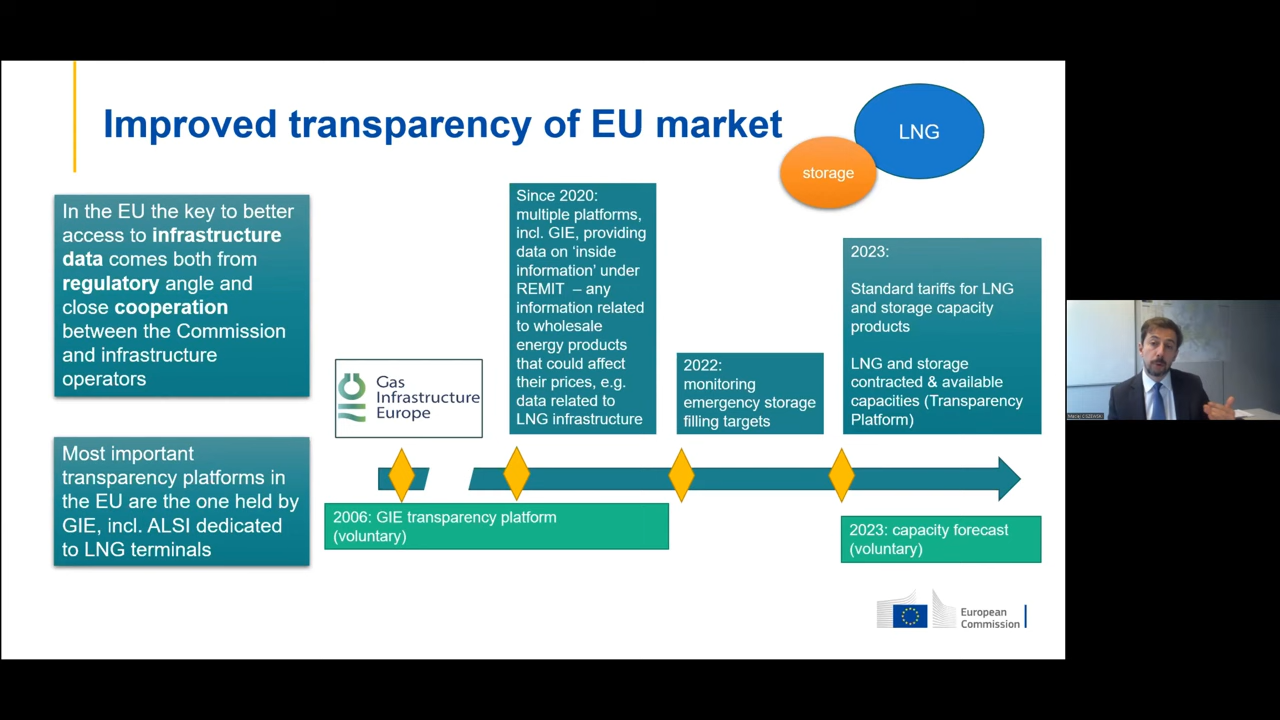 Improved transparency of EU market
LNG
storage
In the EU the key to better
access to infrastructure
data comes both from
regulatory angle and
close cooperation
between the Commission
and infrastructure
operators
Most important
transparency platforms in
the EU are the one held by
GIE, incl. ALSI dedicated
to LNG terminals
Gas
Infrastructure
Europe
Since 2020:
multiple platforms,
incl. GIE, providing
data on ‘inside
information’ under
REMIT – any
information related
to wholesale
energy products
that could affect
their prices, e.g.
data related to
LNG infrastructure
2022:
monitoring
emergency storage
filling targets
2023:
Standard tariffs for LNG
and storage capacity
products
LNG and storage
contracted & available
capacities (Transparency
Platform)
2006: GIE transparency platform
(voluntary)
2023: capacity forecast
(voluntary)
European
Commission